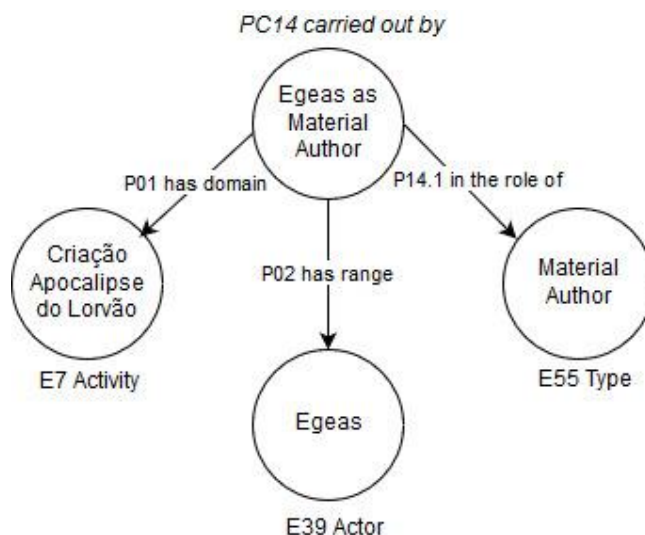 PC14 carried out by
Egeas as
Material
Author
P01 has domain
P14.1 in the role of
Criação
Apocalipse
do Lorvão
P02 has range
Material
Author
E7 Activity
E55 Type
Egeas
E39 Actor